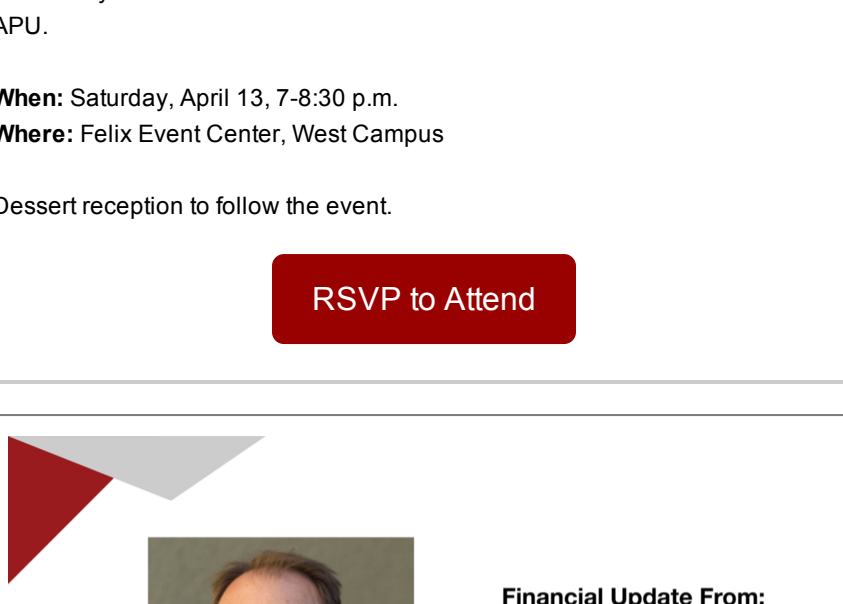 APU.
When: Saturday, April 13, 7-8:30 p.m.
Where: Felix Event Center, West Campus
Dessert reception to follow the event.
RSVP to Attend
Financial Update From: